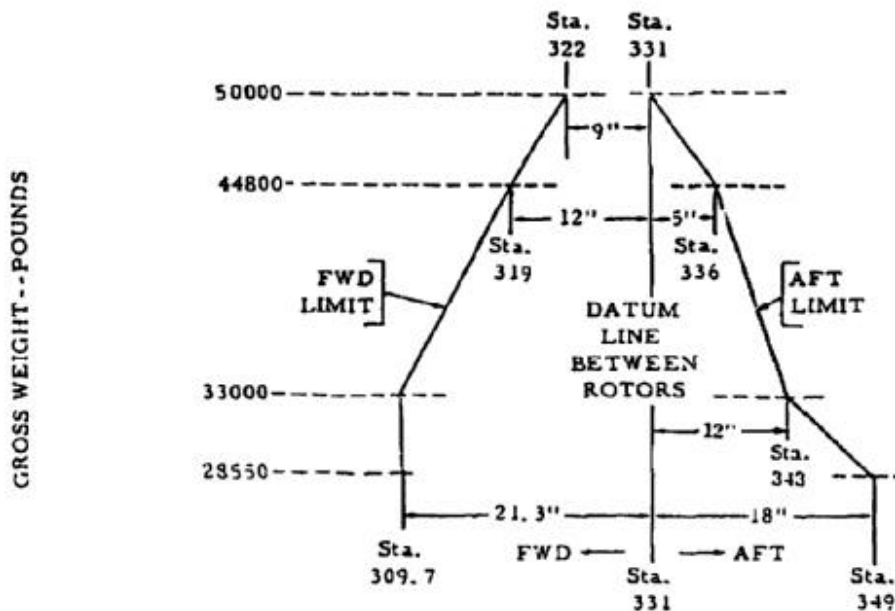 Sta.
322
Sta.
331
50000
9"
44800
12"
5"
Sta.
319
Sta.
336
GROSS WEIGHT--POUNDS
FWD
LIMIT
AFT
LIMIT
DATUM
LINE
BETWEEN
ROTORS
33000
12"
Sta.
343
28550
21.3"
18"
FWD
AFT
Sta.
309.7
Sta.
331
Sta.
349